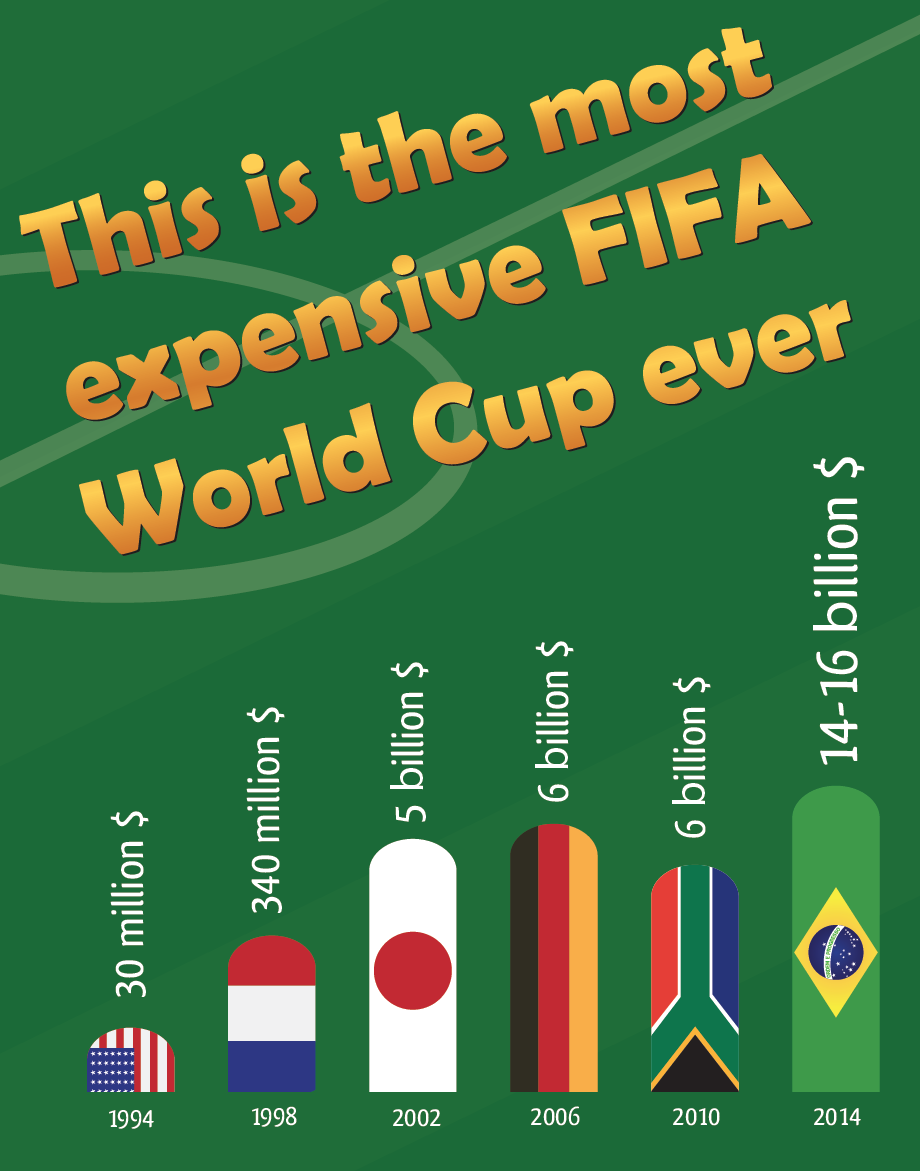 This is the most
expensive FIFA
World Cup ever
30 million $
340 million $
5 billion $
6 billion $
6 billion $
14-16 billion $
1994
1998
2002
2006
2010
2014